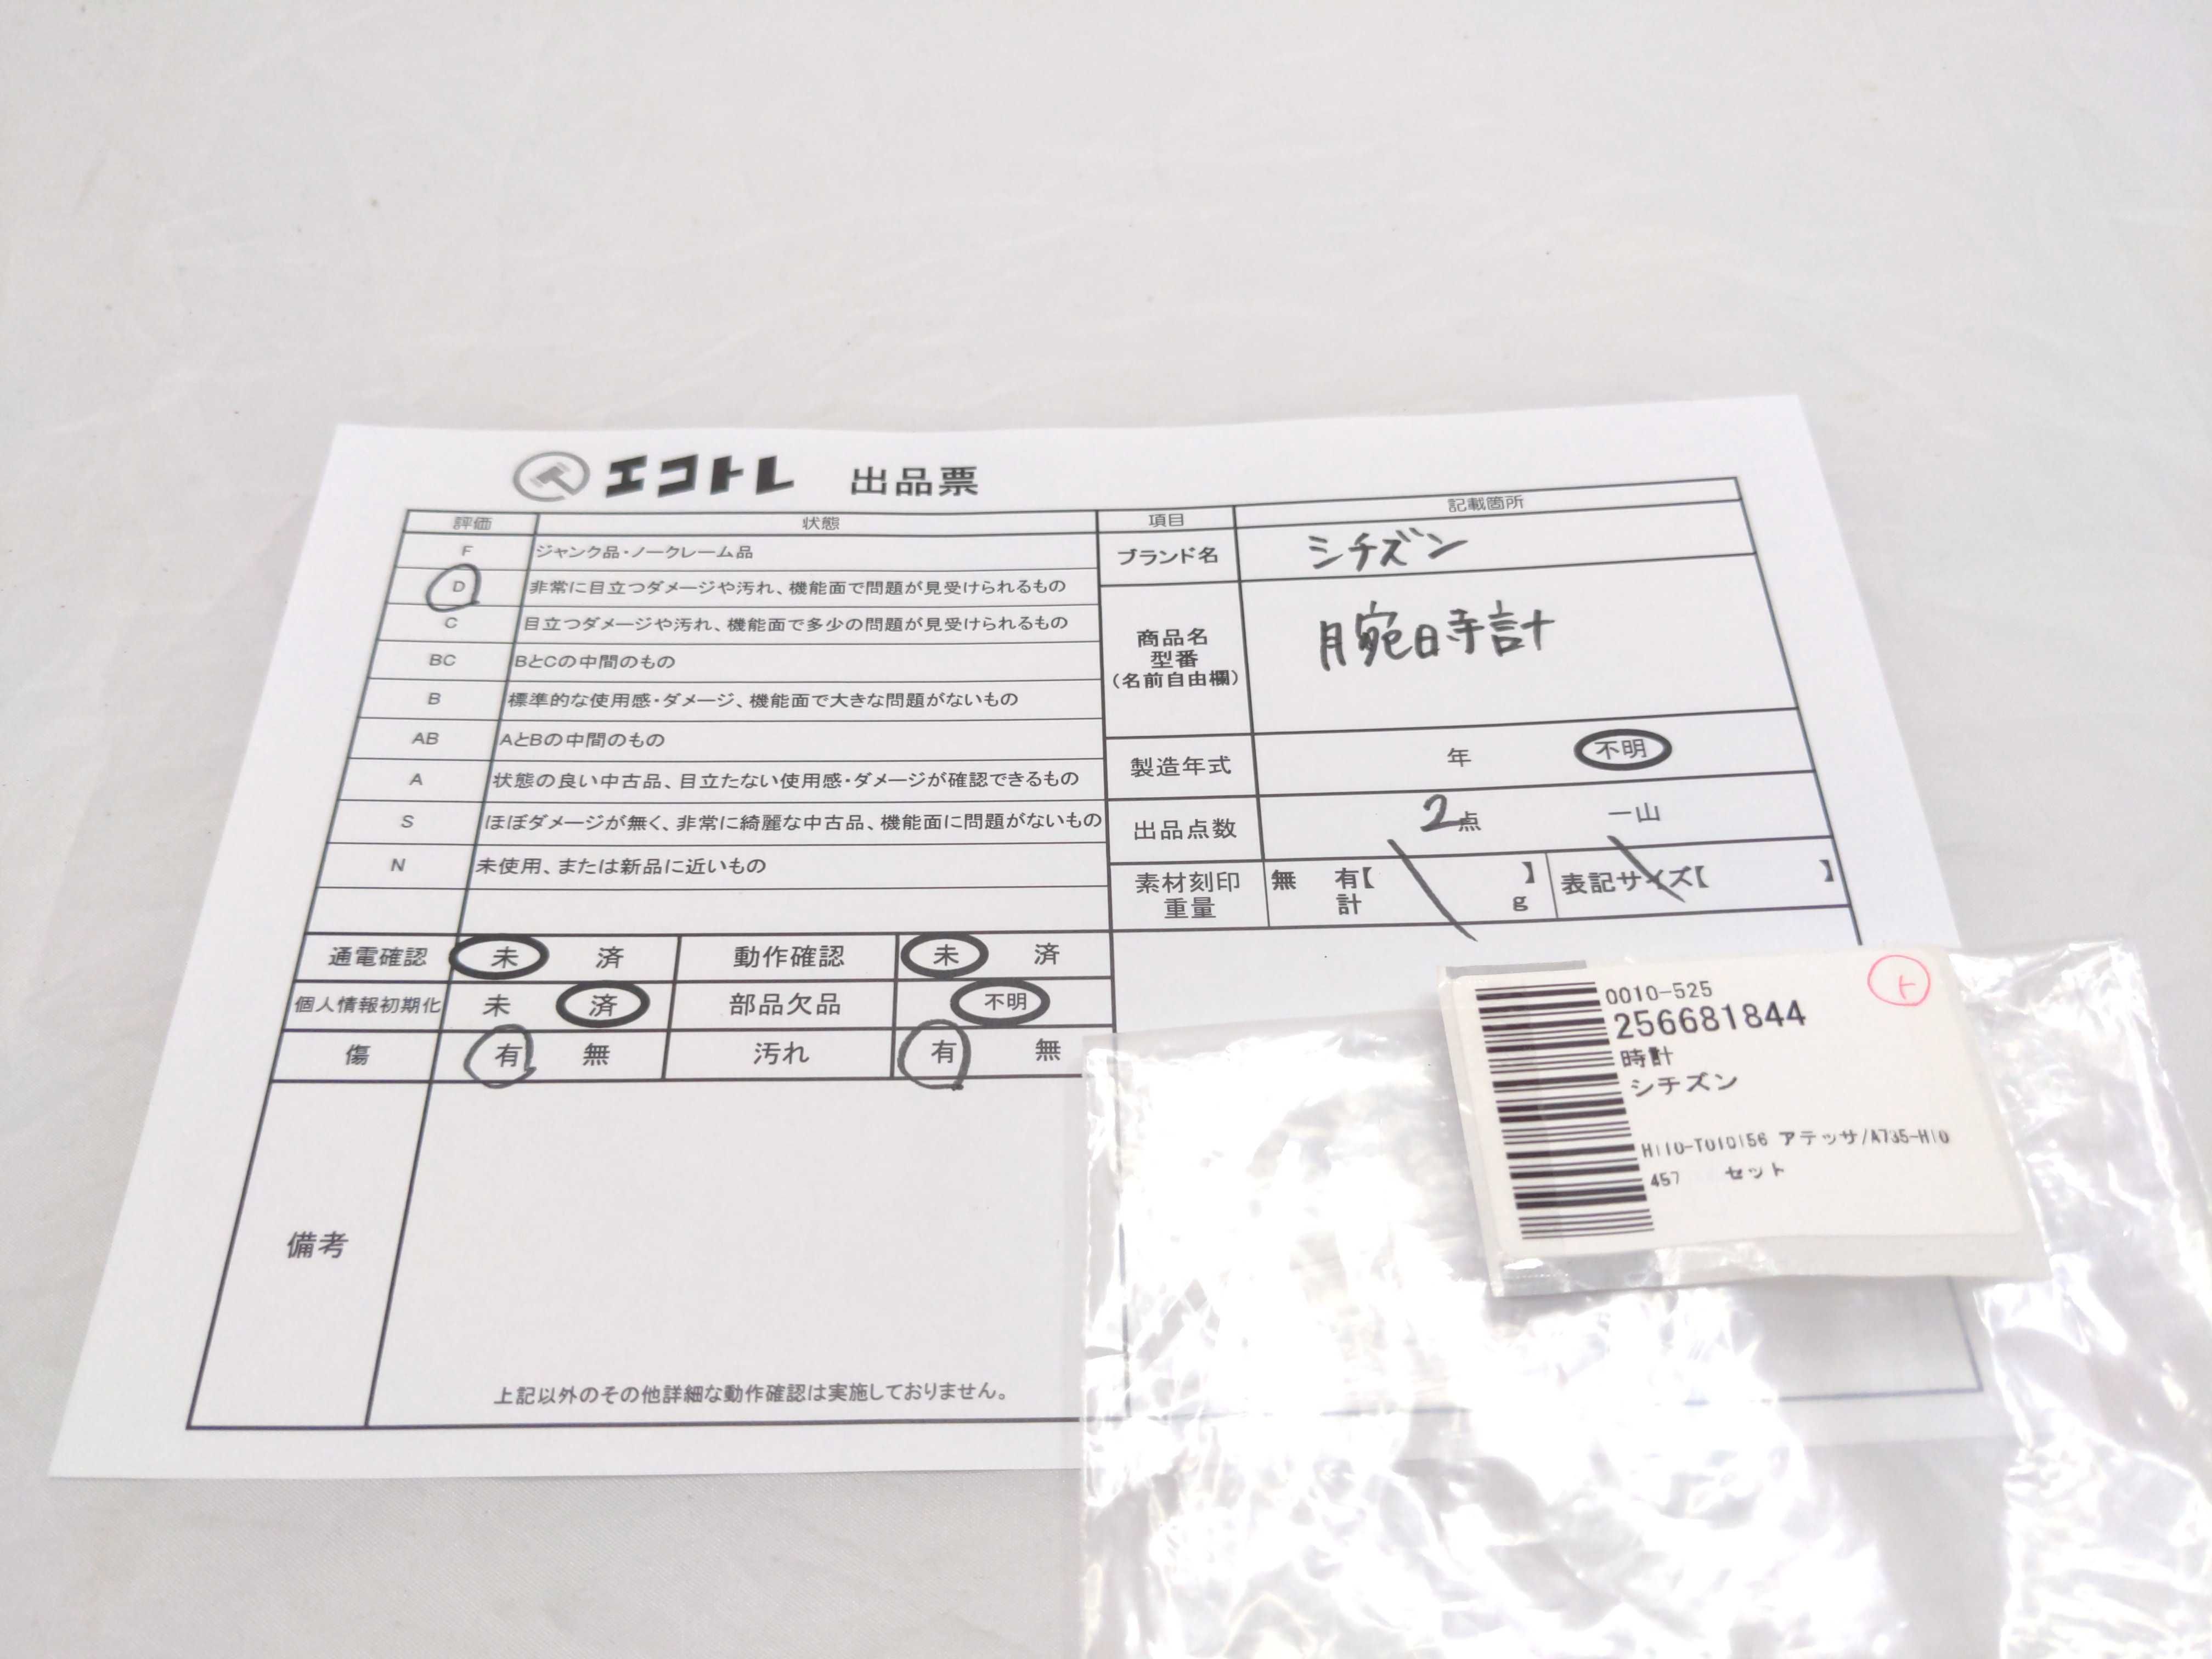 エコトレ 出品票
評価 状態 項目 記載箇所
F ジャンク品・ノークレーム品
D 非常に目立つダメージや汚れ、機能面で問題が見受けられるもの
C 目立つダメージや汚れ、機能面で多少の問題が見受けられるもの
BC BとCの中間のもの
B 標準的な使用感・ダメージ、機能面で大きな問題がないもの
AB AとBの中間のもの
A 状態の良い中古品、目立たない使用感・ダメージが確認できるもの
S ほぼダメージが無く、非常に綺麗な中古品、機能面に問題がないもの
N 未使用、または新品に近いもの
ブランド名 シチズン
商品名
型番
(名前自由欄)
腕時計
製造年式 年 不明
出品点数 2点 一山
素材刻印 無 有【 】 表記サイズ【 】
重量 計 g
通電確認 未 済 動作確認 未 済
個人情報初期化 未 済 部品欠品 不明
傷 有 無 汚れ 有 無
備考
上記以外のその他詳細な動作確認は実施しておりません。
ト
0010-525
256681844
時計
シチズン
H110-T010156 アテッサ/A735-H10
457 セット